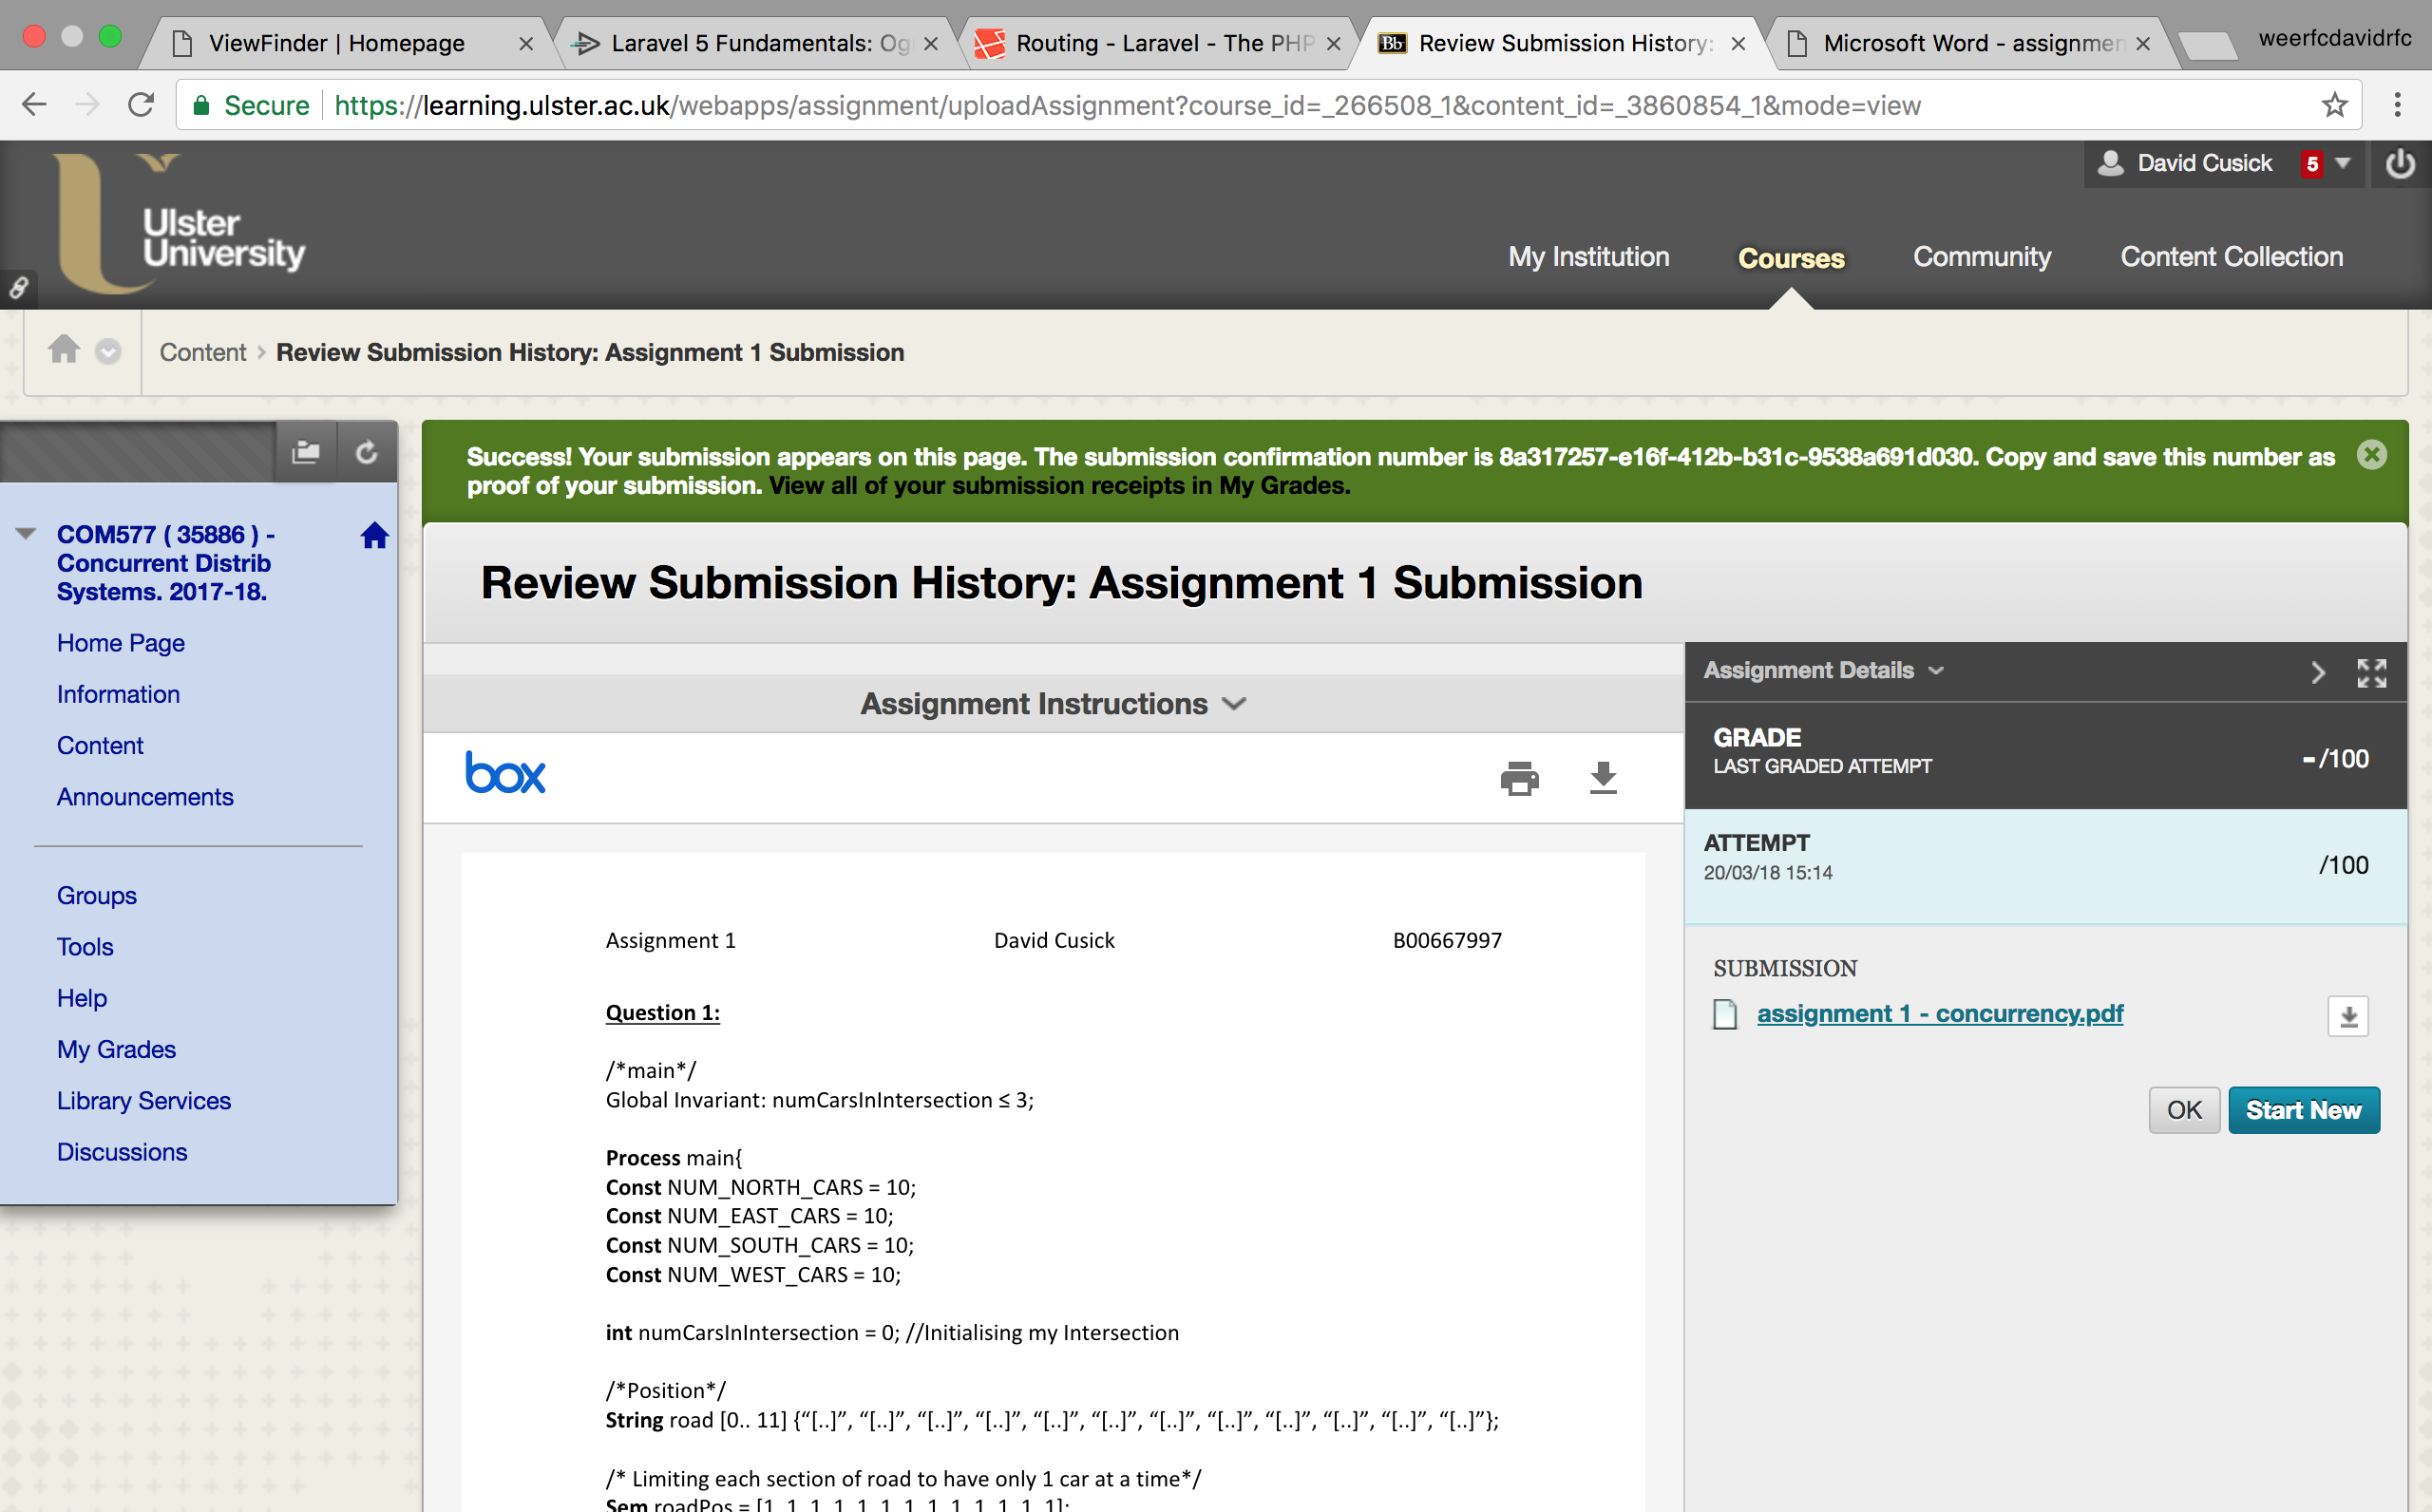 ViewFinder | Homepage
Laravel 5 Fundamentals:
Routing - Laravel - The PHP
Review Submission History:
Microsoft Word - assignmen
weerfcdavidrfc
Secure
https://learning.ulster.ac.uk/webapps/assignment/uploadAssignment?course_id=_266508_1&content_id=_3860854_1&mode=view
Ulster
University
David Cusick 5
My Institution
Courses
Community
Content Collection
Content > Review Submission History: Assignment 1 Submission
Success! Your submission appears on this page. The submission confirmation number is 8a317257-e16f-412b-b31c-9538a691d030. Copy and save this number as
proof of your submission. View all of your submission receipts in My Grades.
COM577 ( 35886 ) -
Concurrent Distrib
Systems. 2017-18.
Home Page
Information
Content
Announcements
Groups
Tools
Help
My Grades
Library Services
Discussions
Review Submission History: Assignment 1 Submission
Assignment Instructions
box
Assignment 1 David Cusick B00667997
Question 1:
/*main*/
Global Invariant: numCarsInIntersection ≤ 3;
Process main{
Const NUM_NORTH_CARS = 10;
Const NUM_EAST_CARS = 10;
Const NUM_SOUTH_CARS = 10;
Const NUM_WEST_CARS = 10;
int numCarsInIntersection = 0; //Initialising my Intersection
/*Position*/
String road [0.. 11] {“[..]”, “[..]”, “[..]”, “[..]”, “[..]”, “[..]”, “[..]”, “[..]”, “[..]”, “[..]”, “[..]”, “[..]”};
/* Limiting each section of road to have only 1 car at a time*/
Sem roadPos = [1, 1, 1, 1, 1, 1, 1, 1, 1, 1, 1, 1, 1];
Assignment Details
GRADE
LAST GRADED ATTEMPT
-/100
ATTEMPT
20/03/18 15:14
/100
SUBMISSION
assignment 1 - concurrency.pdf
OK
Start New